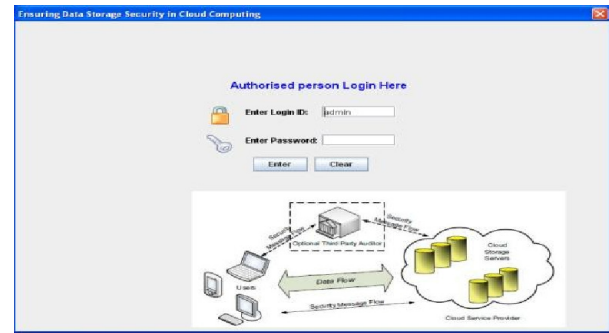 Ensuring Data Storage Security in Cloud Computing
Authorised person Login Here
Enter Login ID: admin
Enter Password:
Enter Clear
Security Message Flow
Security Message Flow
Optional Third Party Auditor
Cloud Storage Servers
Users
Data Flow
Security Message Flow
Cloud Service Provider